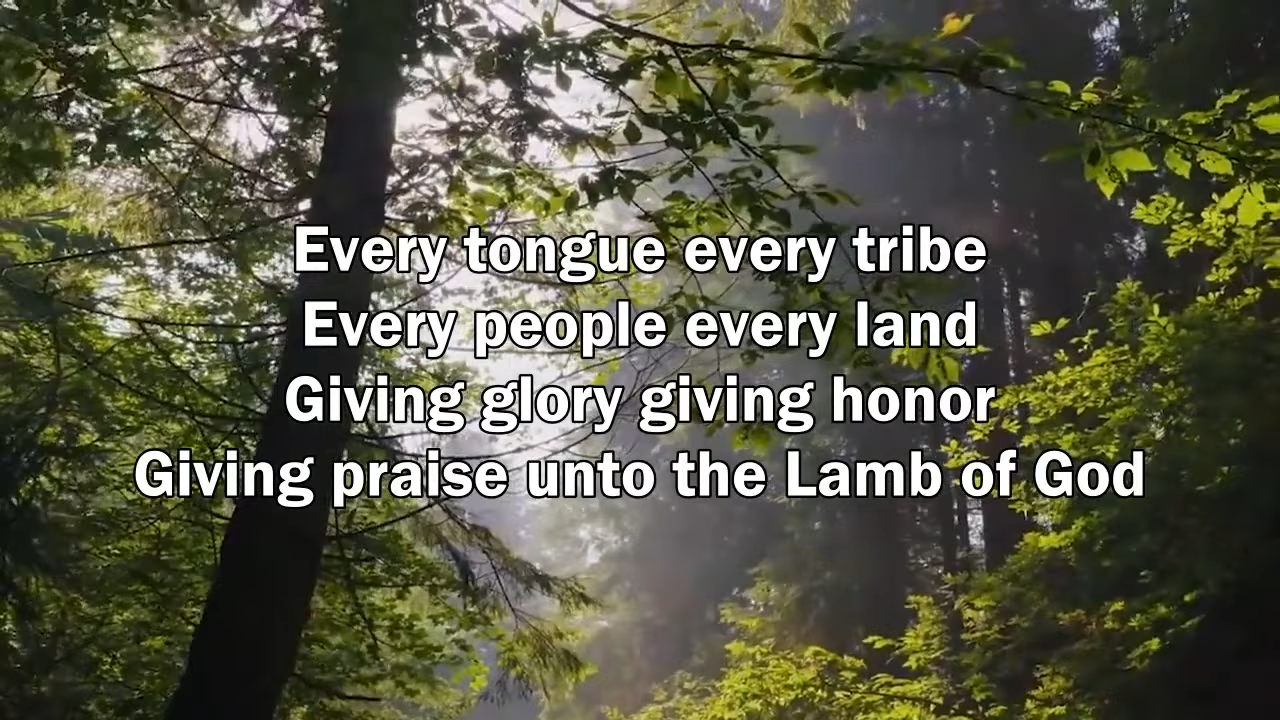 Every tongue every tribe
Every people every land
Giving glory giving honor
Giving praise unto the Lamb of God